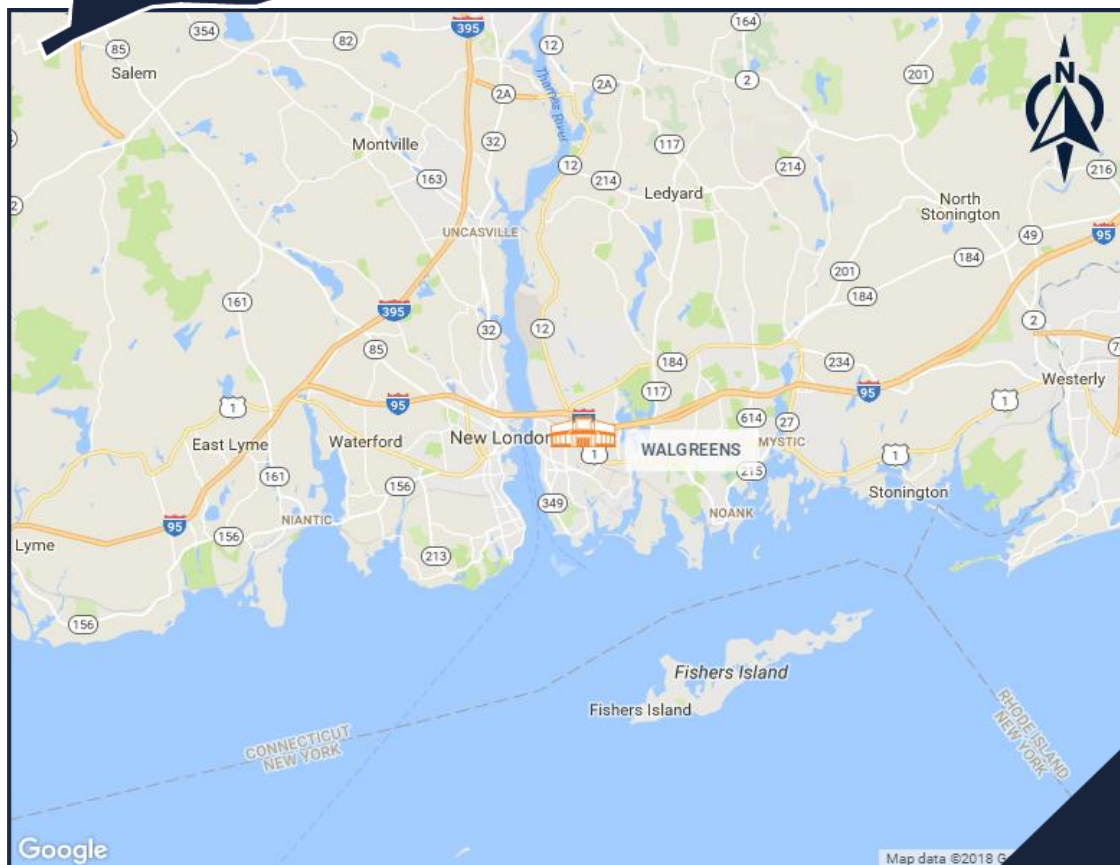 354
82
395
12
164
85
Salem
2A
2A
2
201
N
Thames River
32
Montville
117
12
163
214
Ledyard
214
216
2
North
Stonington
UNCASVILLE
49
95
184
201
161
395
184
32
12
2
85
184
234
Westerly
117
95
95
1
1
614
27
East Lyme
Waterford
New London
MYSTIC
WALGREENS
1
1
161
156
215
Stonington
349
NOANK
NIANTIC
95
156
Lyme
213
156
Fishers Island
Fishers Island
CONNECTICUT
NEW YORK
RHODE ISLAND
NEW YORK
Google
Map data ©2018 G